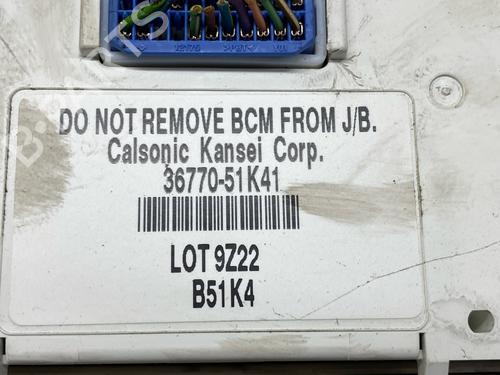 DO NOT REMOVE BCM FROM J/B.
Calsonic Kansei Corp.
36770-51K41
LOT 9Z22
B51K4